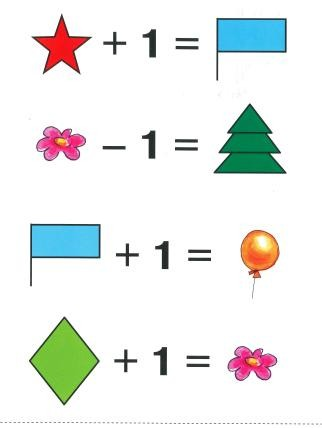 + 1 =
– 1 =
+ 1 =
+ 1 =